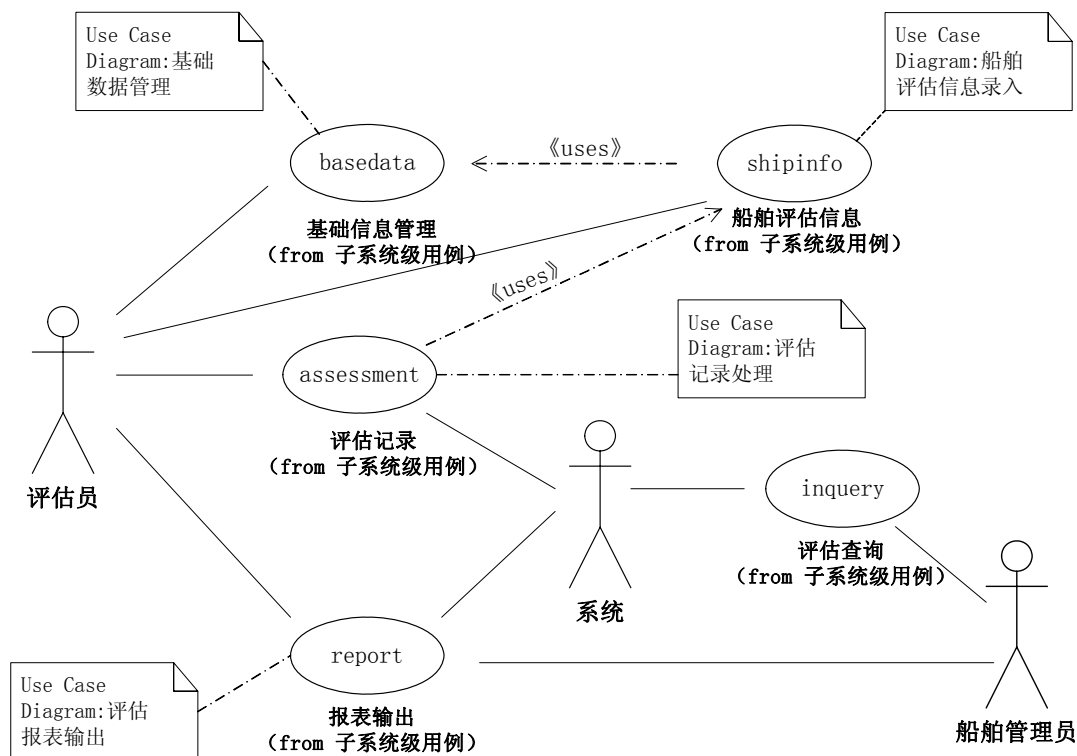 Use Case
Diagram:基础
数据管理
Use Case
Diagram:船舶
评估信息录入
basedata
《uses》
shipinfo
基础信息管理
(from 子系统级用例)
船舶评估信息
(from 子系统级用例)
《uses》
Use Case
Diagram:评估
记录处理
assessment
评估记录
(from 子系统级用例)
评估员
inquery
评估查询
(from 子系统级用例)
系统
report
Use Case
Diagram:评估
报表输出
报表输出
(from 子系统级用例)
船舶管理员